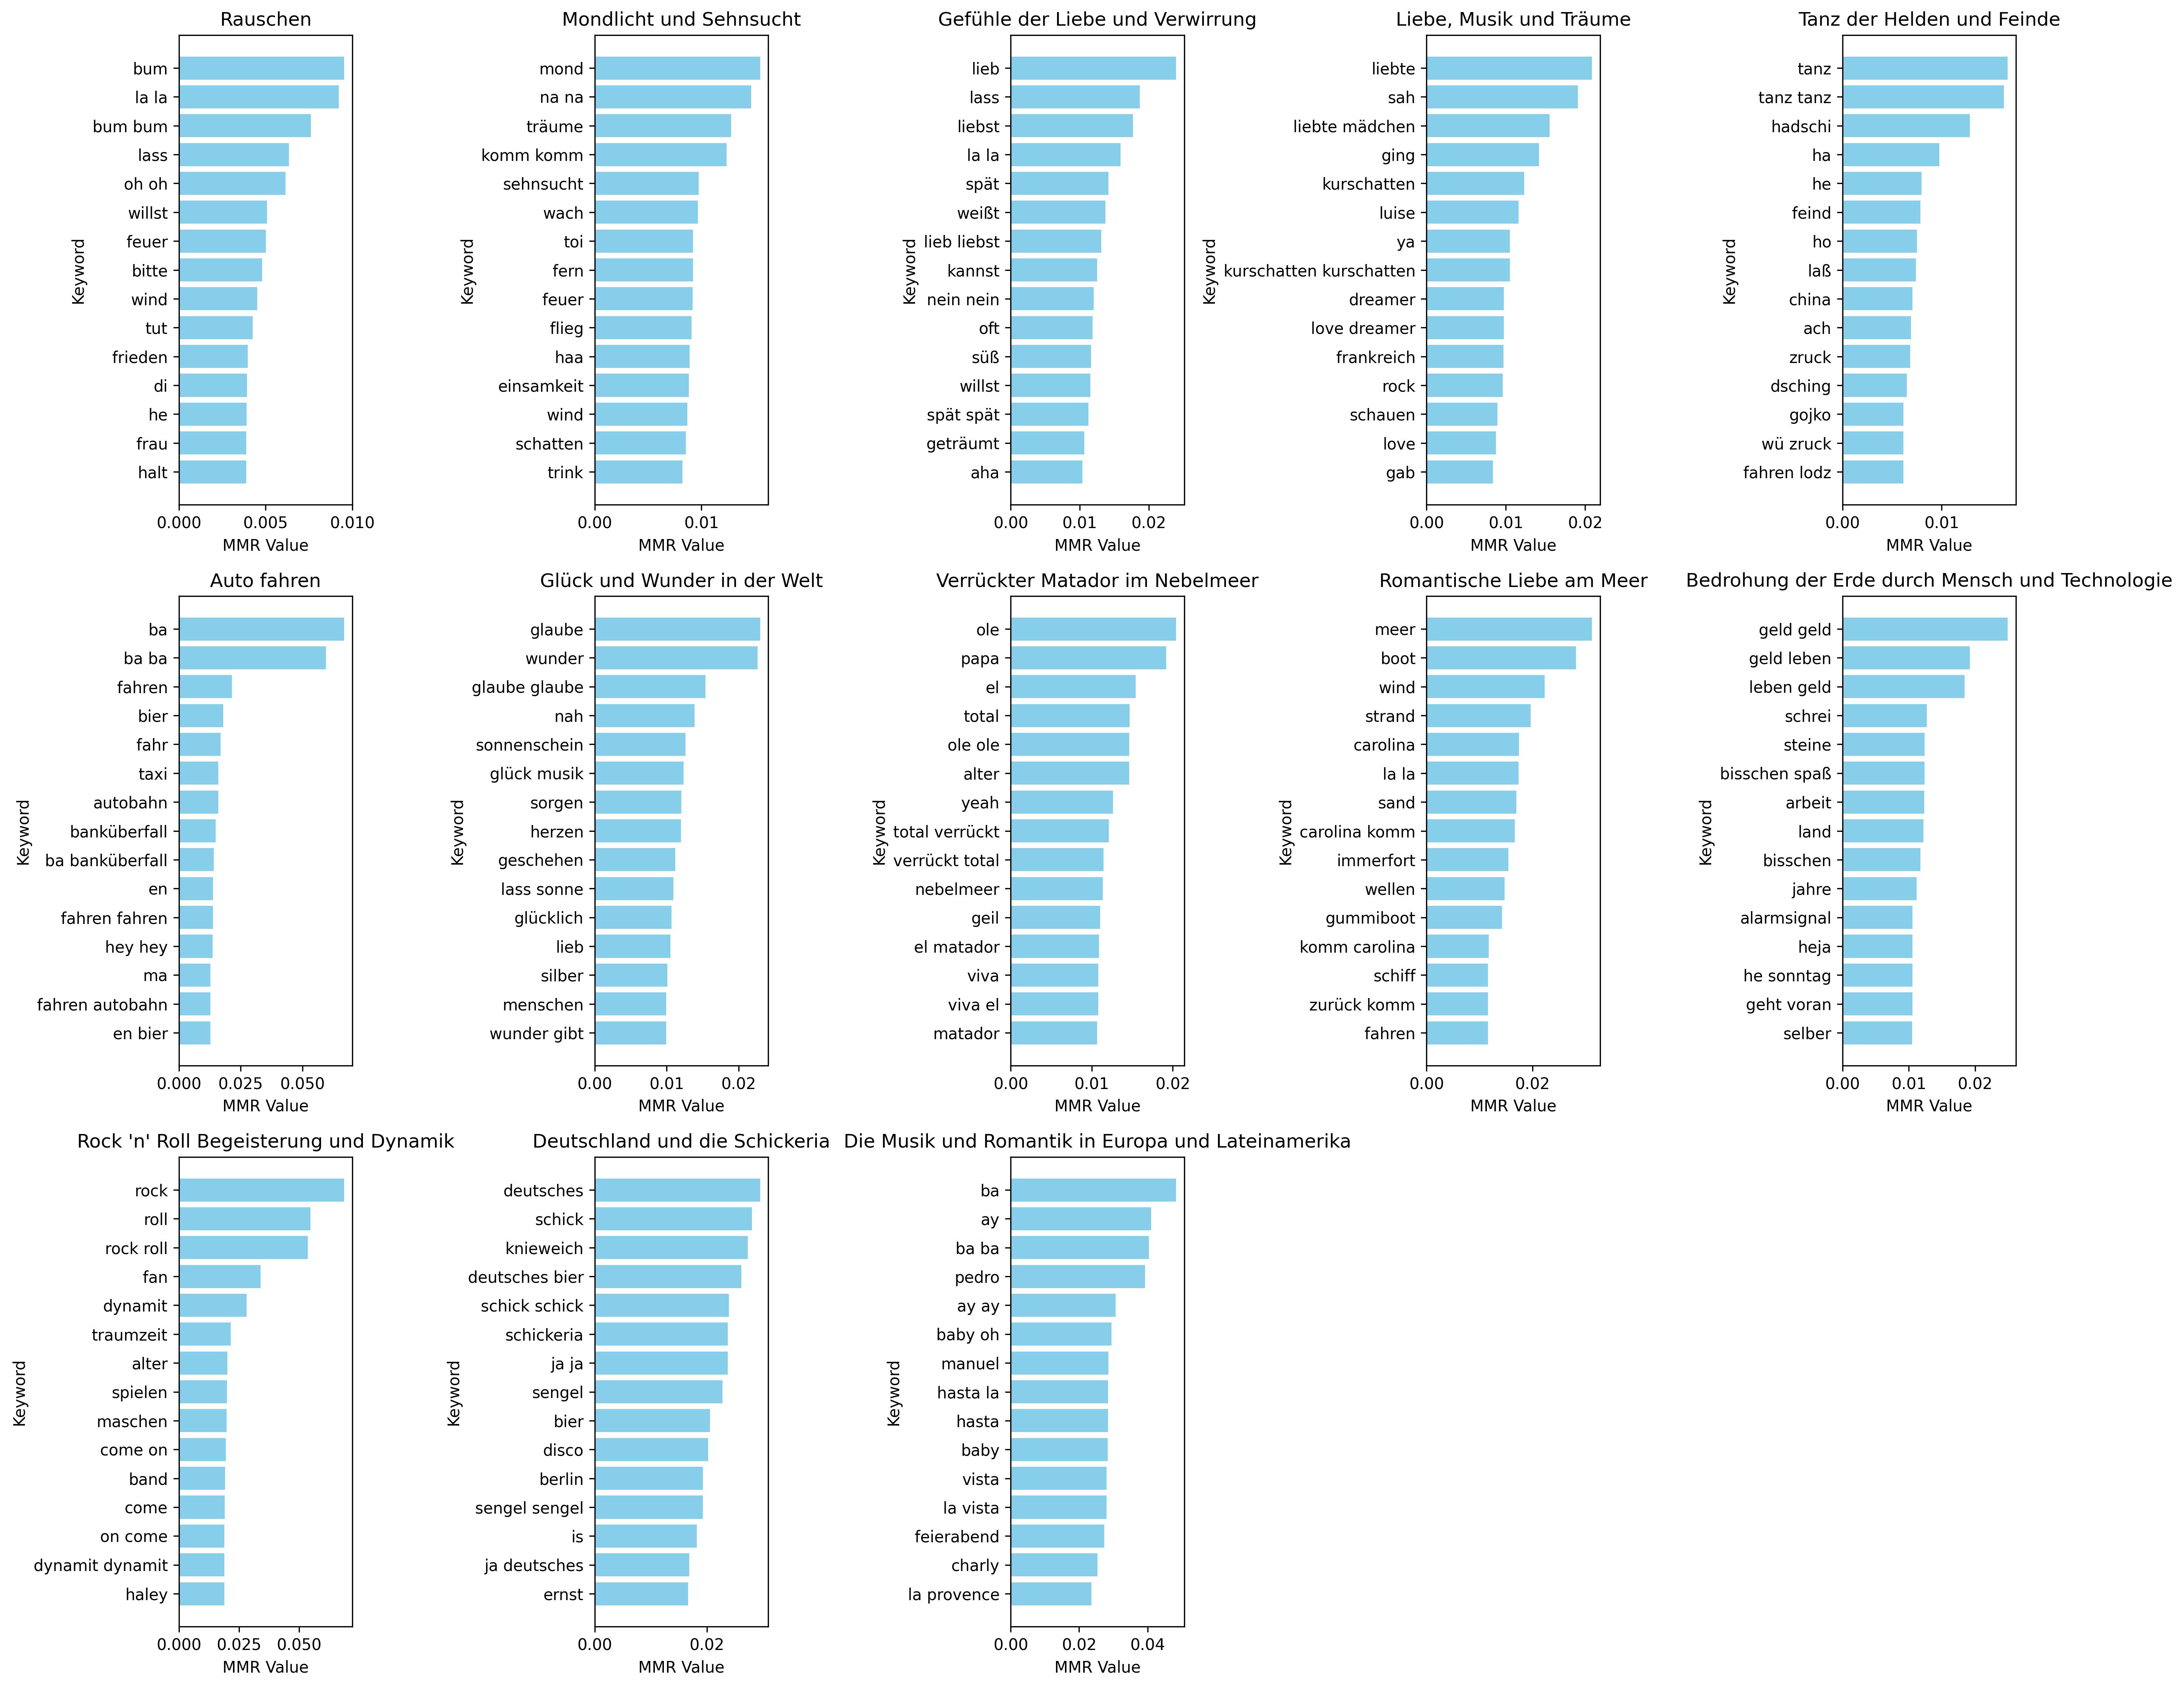 Rauschen
bum
la la
bum bum
lass
oh oh
willst
feuer
bitte
wind
tut
frieden
di
he
frau
halt
Keyword
0.000 0.005 0.010
MMR Value
Mondlicht und Sehnsucht
mond
na na
träume
komm komm
sehnsucht
wach
toi
fern
feuer
flieg
haa
einsamkeit
wind
schatten
trink
Keyword
0.00 0.01
MMR Value
Gefühle der Liebe und Verwirrung
lieb
lass
liebst
la la
spät
weißt
lieb liebst
kannst
nein nein
oft
süß
willst
spät spät
geträumt
aha
Keyword
0.00 0.01 0.02
MMR Value
Liebe, Musik und Träume
liebte
sah
liebte mädchen
ging
kurschatten
luise
ya
kurschatten kurschatten
dreamer
love dreamer
frankreich
rock
schauen
love
gab
Keyword
0.00 0.01 0.02
MMR Value
Tanz der Helden und Feinde
tanz
tanz tanz
hadschi
ha
he
feind
ho
laß
china
ach
zruck
dsching
gojko
wü zruck
fahren lodz
Keyword
0.00 0.01
MMR Value
Auto fahren
ba
ba ba
fahren
bier
fahr
taxi
autobahn
banküberfall
ba banküberfall
en
fahren fahren
hey hey
ma
fahren autobahn
en bier
Keyword
0.000 0.025 0.050
MMR Value
Glück und Wunder in der Welt
glaube
wunder
glaube glaube
nah
sonnenschein
glück musik
sorgen
herzen
geschehen
lass sonne
glücklich
lieb
silber
menschen
wunder gibt
Keyword
0.00 0.01 0.02
MMR Value
Verrückter Matador im Nebelmeer
ole
papa
el
total
ole ole
alter
yeah
total verrückt
verrückt total
nebelmeer
geil
el matador
viva
viva el
matador
Keyword
0.00 0.01 0.02
MMR Value
Romantische Liebe am Meer
meer
boot
wind
strand
carolina
la la
sand
carolina komm
immerfort
wellen
gummiboot
komm carolina
schiff
zurück komm
fahren
Keyword
0.00 0.02
MMR Value
Bedrohung der Erde durch Mensch und Technologie
geld geld
geld leben
leben geld
schrei
steine
bisschen spaß
arbeit
land
bisschen
jahre
alarmsignal
heja
he sonntag
geht voran
selber
Keyword
0.00 0.01 0.02
MMR Value
Rock 'n' Roll Begeisterung und Dynamik
rock
roll
rock roll
fan
dynamit
traumzeit
alter
spielen
maschen
come on
band
come
on come
dynamit dynamit
haley
Keyword
0.000 0.025 0.050
MMR Value
Deutschland und die Schickeria
deutsches
schick
knieweich
deutsches bier
schick schick
schickeria
ja ja
sengel
bier
disco
berlin
sengel sengel
is
ja deutsches
ernst
Keyword
0.00 0.02
MMR Value
Die Musik und Romantik in Europa und Lateinamerika
ba
ay
ba ba
pedro
ay ay
baby oh
manuel
hasta la
hasta
baby
vista
la vista
feierabend
charly
la provence
Keyword
0.00 0.02 0.04
MMR Value